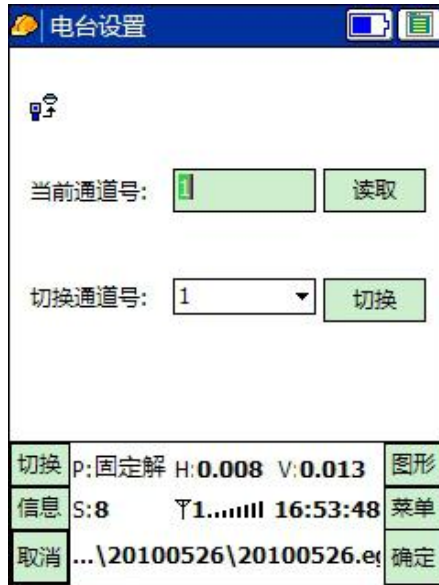 电台设置
当前通道号: 1 读取
切换通道号: 1 切换
切换 P:固定解 H:0.008 V:0.013 图形
信息 S:8 1 16:53:48 菜单
取消 ...\20100526\20100526.eg 确定